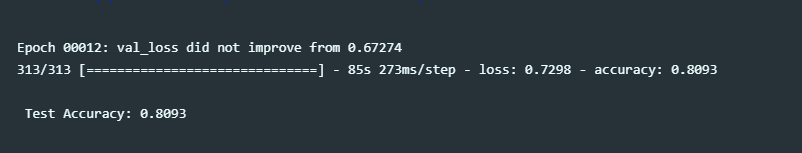 Epoch 00012: val_loss did not improve from 0.67274
313/313 [==============================] - 85s 273ms/step - loss: 0.7298 - accuracy: 0.8093
Test Accuracy: 0.8093